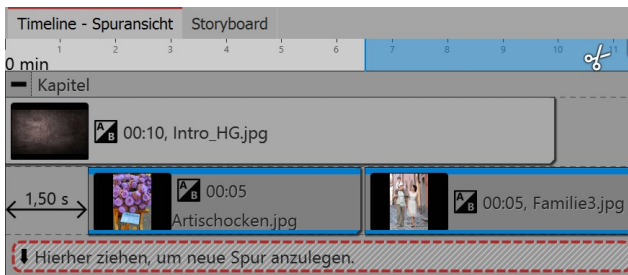 Timeline - Spuransicht Storyboard
1 2 3 4 5 6 7 8 9 10 11
0 min
Kapitel
A B 00:10, Intro_HG.jpg
1,50 s
A B 00:05
Artischocken.jpg
A B 00:05, Familie3.jpg
Hierher ziehen, um neue Spur anzulegen.